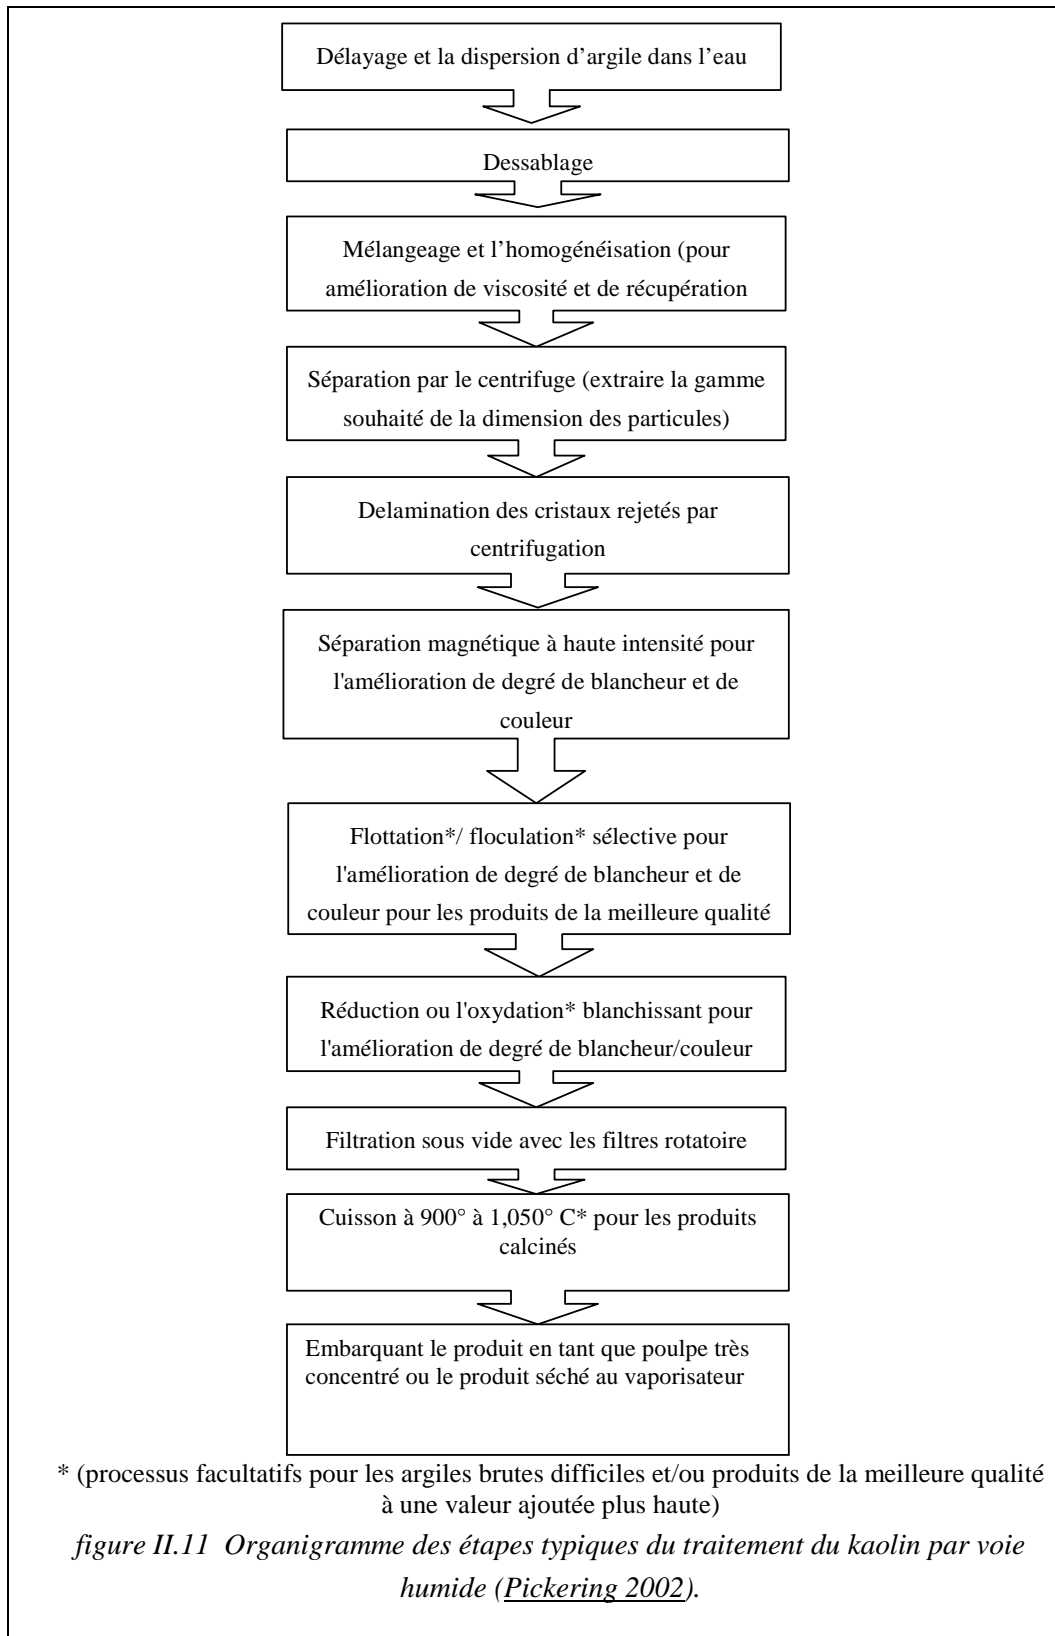 Délayage et la dispersion d’argile dans l’eau
Dessablage
Mélangeage et l’homogénéisation (pour
amélioration de viscosité et de récupération
Séparation par le centrifuge (extraire la gamme
souhaité de la dimension des particules)
Delamination des cristaux rejetés par
centrifugation
Séparation magnétique à haute intensité pour
l'amélioration de degré de blancheur et de
couleur
Flottation*/ floculation* sélective pour
l'amélioration de degré de blancheur et de
couleur pour les produits de la meilleure qualité
Réduction ou l'oxydation* blanchissant pour
l'amélioration de degré de blancheur/couleur
Filtration sous vide avec les filtres rotatoire
Cuisson à 900° à 1,050° C* pour les produits
calcinés
Embarquant le produit en tant que poulpe très
concentré ou le produit séché au vaporisateur
* (processus facultatifs pour les argiles brutes difficiles et/ou produits de la meilleure qualité
à une valeur ajoutée plus haute)
figure II.11 Organigramme des étapes typiques du traitement du kaolin par voie
humide (Pickering 2002).